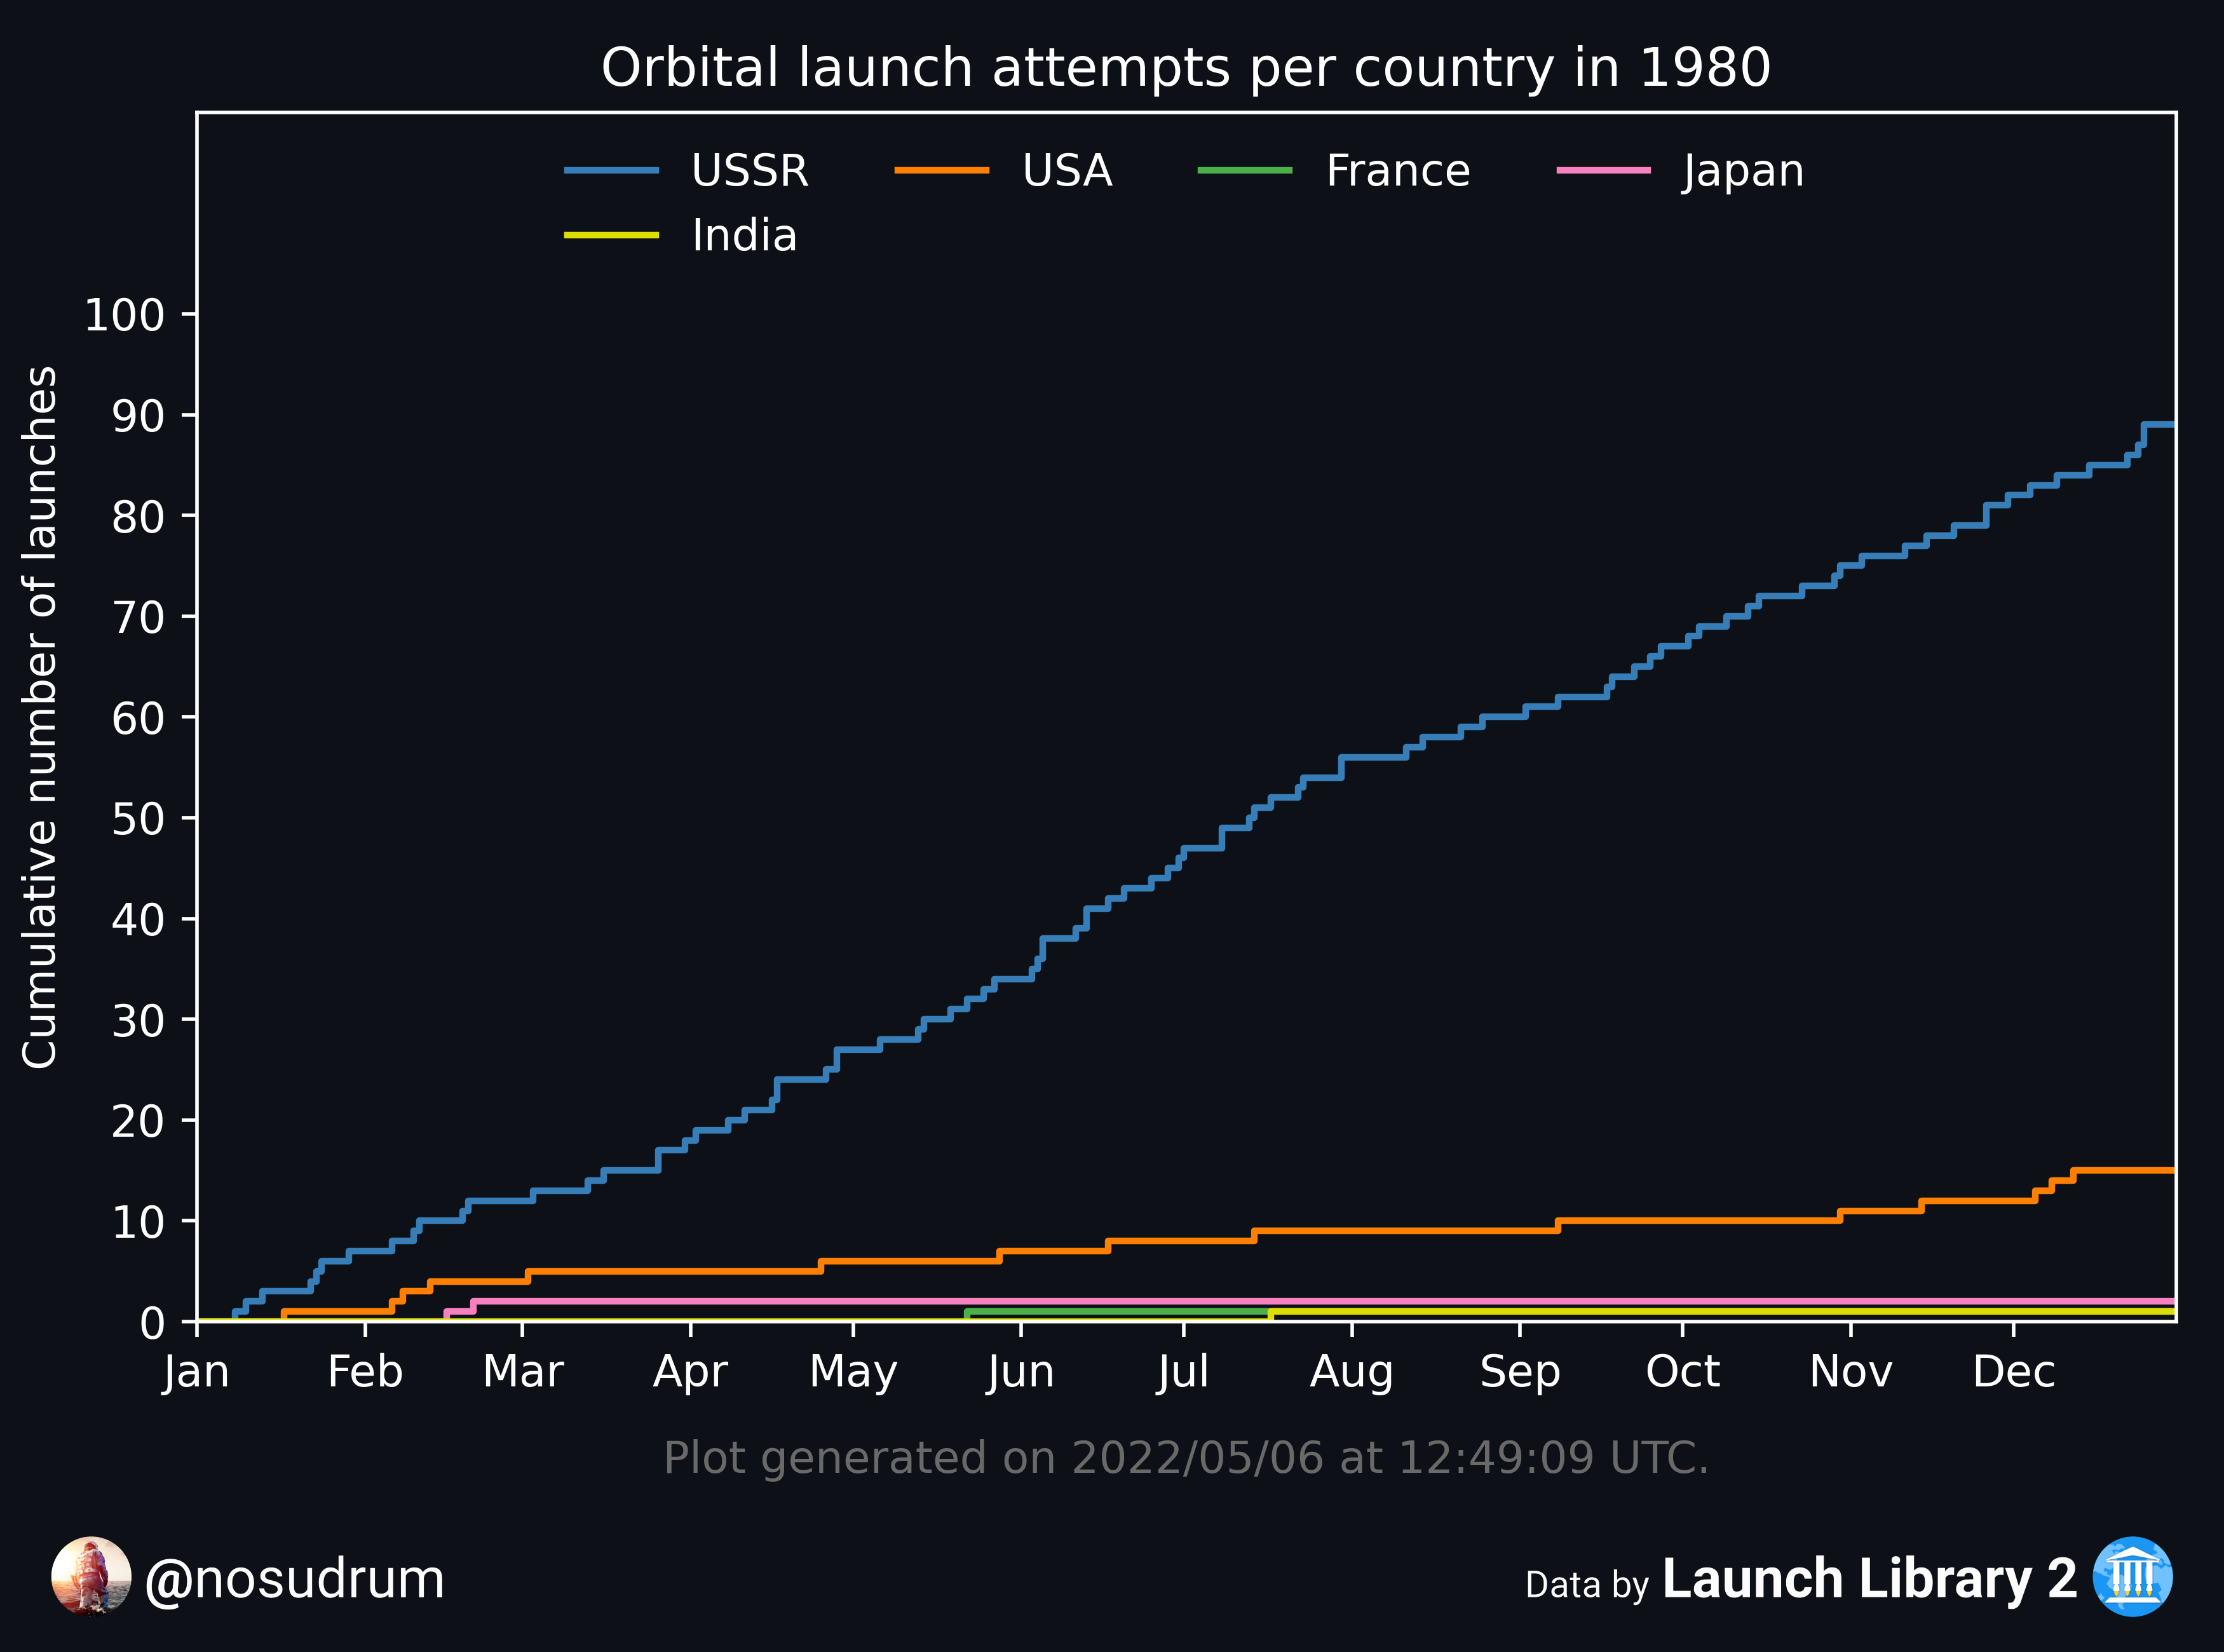 Orbital launch attempts per country in 1980
USSR USA France Japan
India
Cumulative number of launches
100
90
80
70
60
50
40
30
20
10
0
Jan Feb Mar Apr May Jun Jul Aug Sep Oct Nov Dec
Plot generated on 2022/05/06 at 12:49:09 UTC.
@nosudrum
Data by Launch Library 2